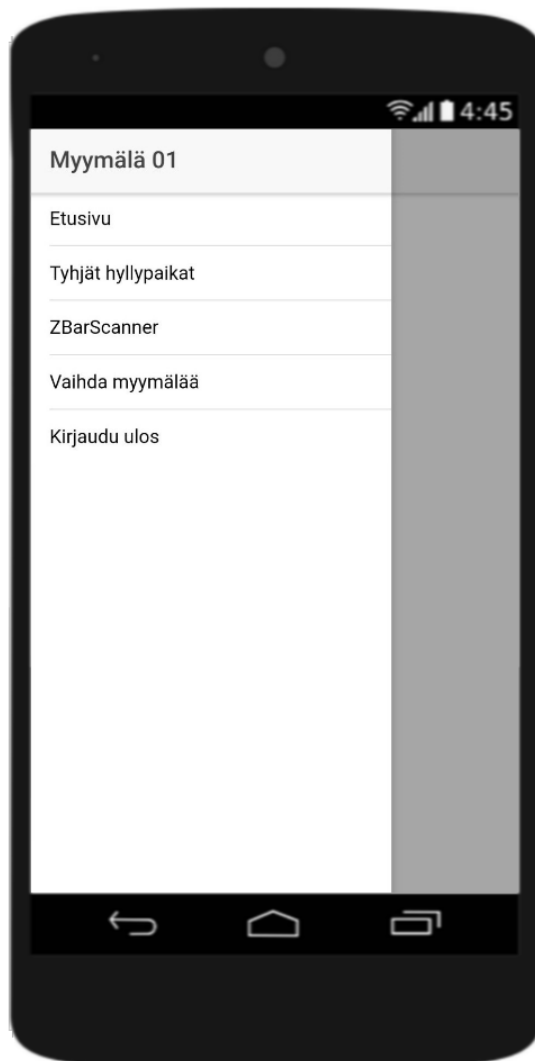 4:45
Myymälä 01
Etusivu
Tyhjät hyllypaikat
ZBarScanner
Vaihda myymälää
Kirjaudu ulos